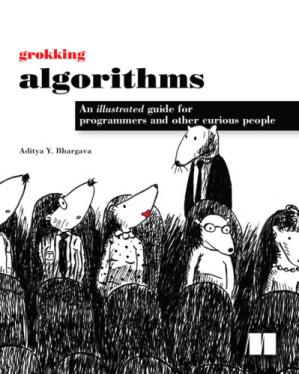 grokking
algorithms
An illustrated guide for
programmers and other curious people
Aditya Y. Bhargava